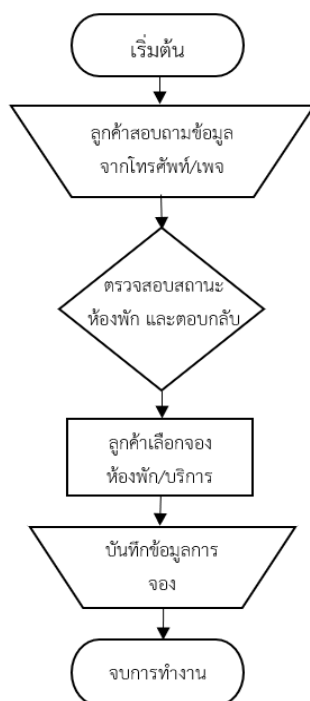 เริ่มต้น
ลูกค้าสอบถามข้อมูล
จากโทรศัพท์/เพจ
ตรวจสอบสถานะ
ห้องพัก และตอบกลับ
ลูกค้าเลือกจอง
ห้องพัก/บริการ
บันทึกข้อมูลการ
จอง
จบการทำงาน